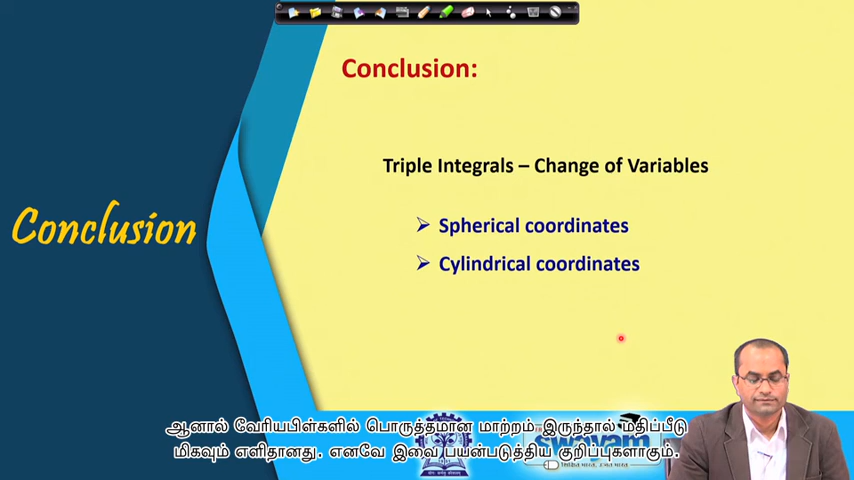 Conclusion:
Triple Integrals – Change of Variables
Conclusion
➢ Spherical coordinates
➢ Cylindrical coordinates
ஆனால் வேரியபிள்களில் பொருத்தமான மாற்றம் இருந்தால் மதிப்பீடு
மிகவும் எளிதானது. எனவே இவை பயன்படுத்திய குறிப்புகளாகும்.
swayam